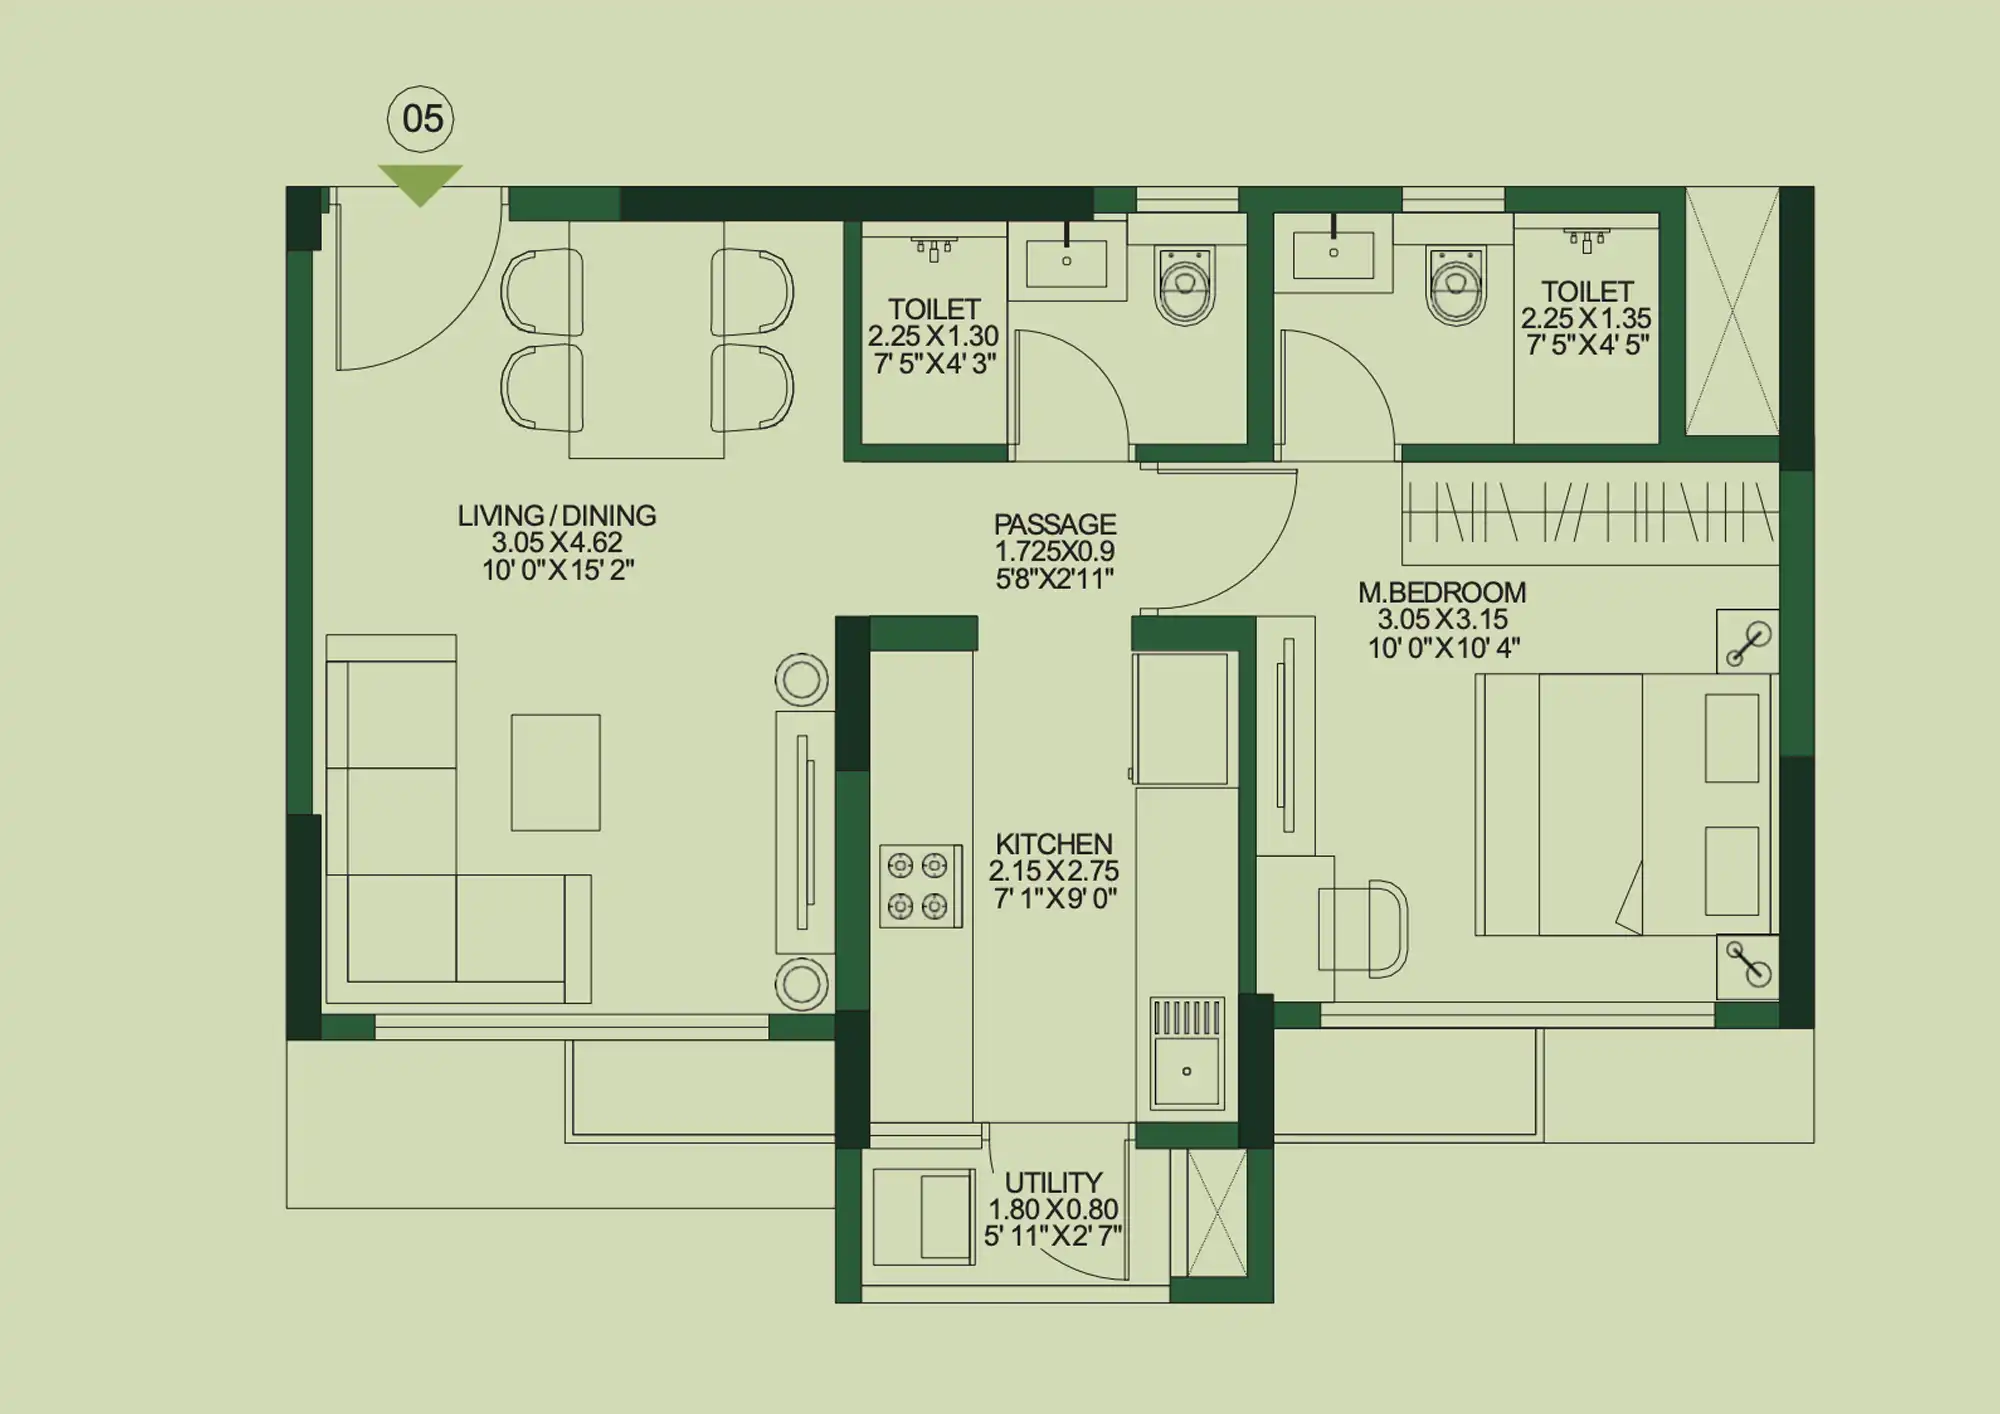 05
TOILET
2.25 X 1.30
7' 5" X 4' 3"
TOILET
2.25 X 1.35
7' 5" X 4' 5"
LIVING / DINING
3.05 X 4.62
10' 0" X 15' 2"
PASSAGE
1.725X0.9
5'8"X2'11"
M.BEDROOM
3.05 X 3.15
10' 0" X 10' 4"
KITCHEN
2.15 X 2.75
7' 1" X 9' 0"
UTILITY
1.80 X 0.80
5' 11" X 2' 7"